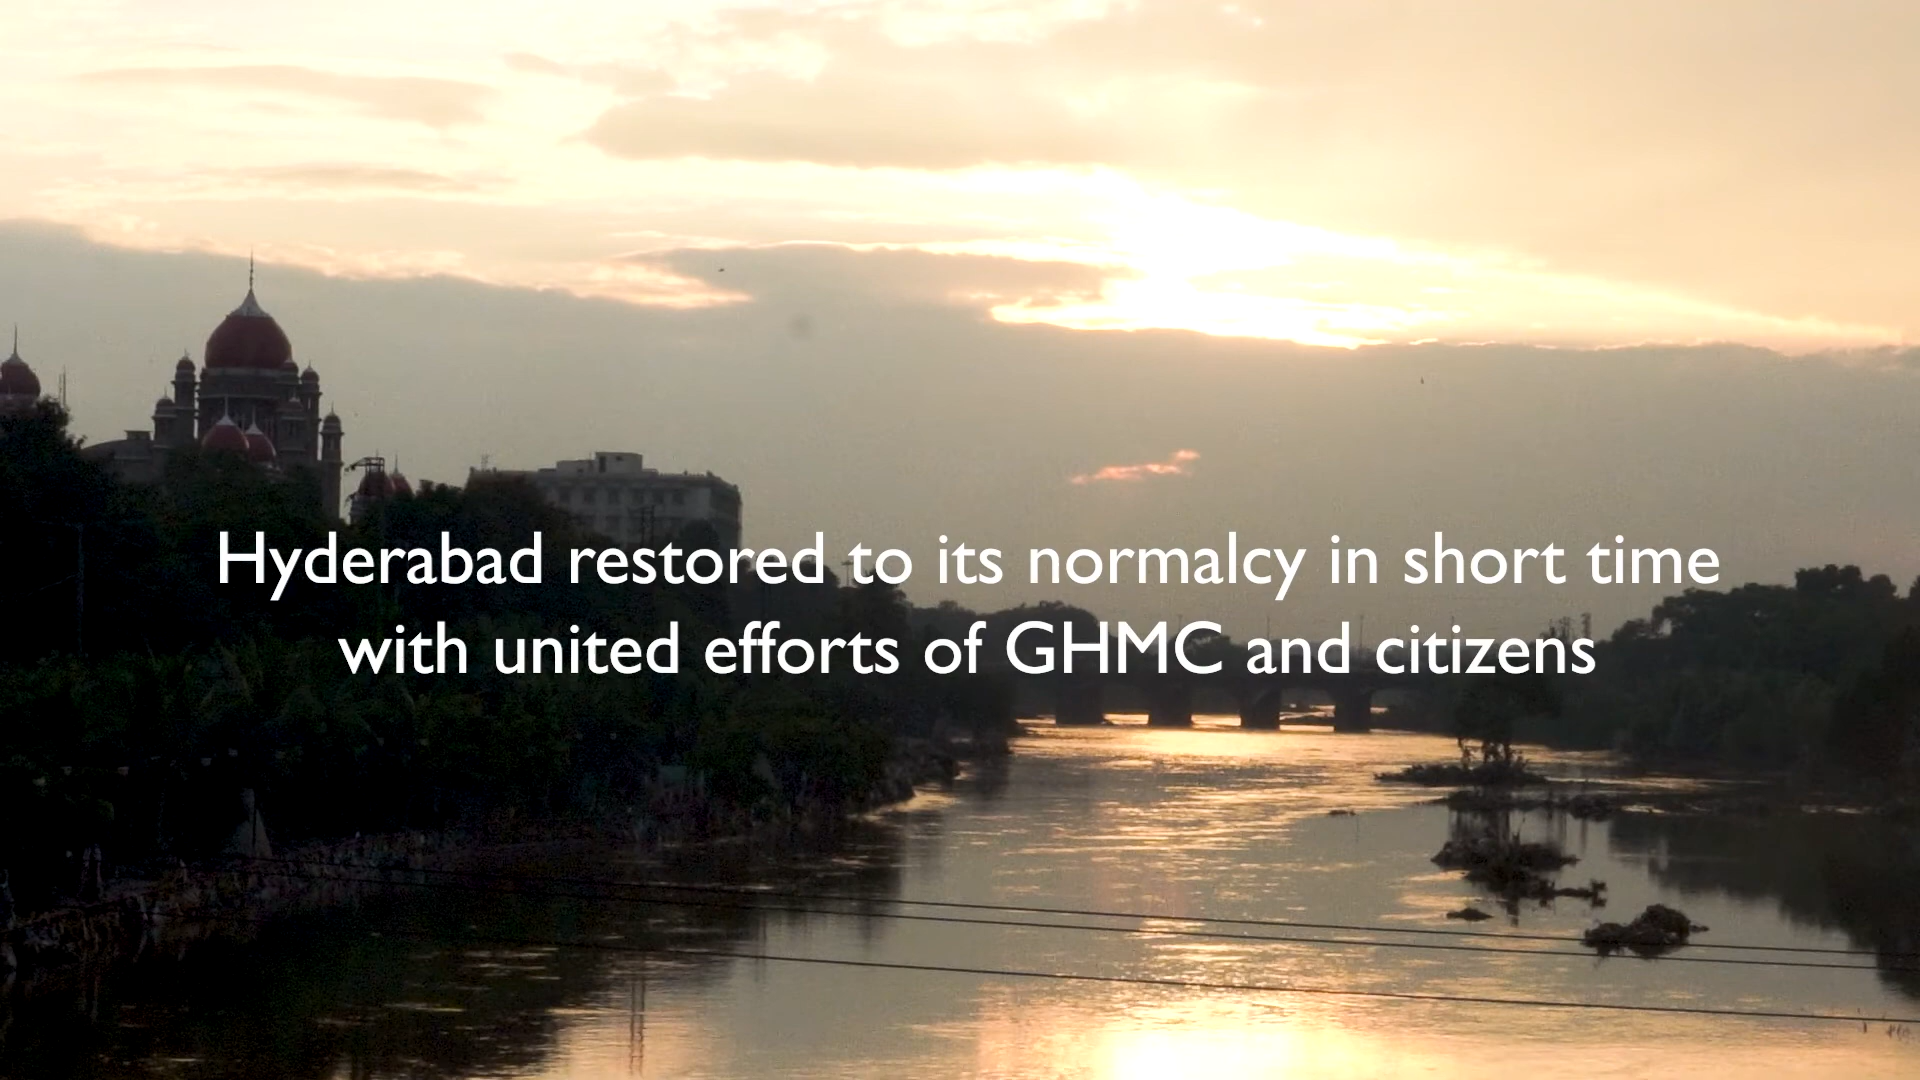 Hyderabad restored to its normalcy in short time
with united efforts of GHMC and citizens